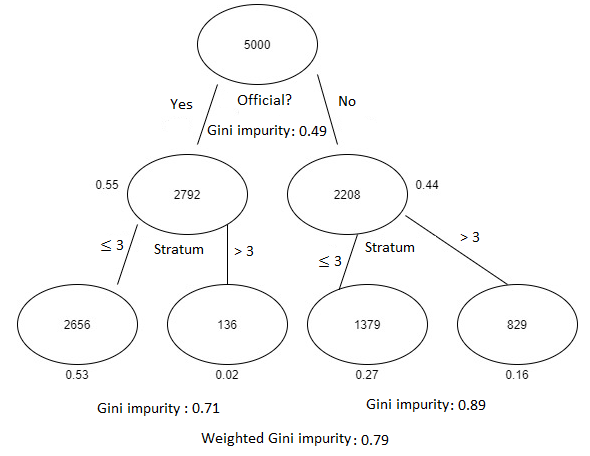 5000
Yes
Official?
No
Gini impurity: 0.49
0.55
2792
2208
0.44
≤ 3
Stratum
> 3
≤ 3
Stratum
> 3
2656
136
1379
829
0.53
0.02
0.27
0.16
Gini impurity : 0.71
Gini impurity: 0.89
Weighted Gini impurity: 0.79